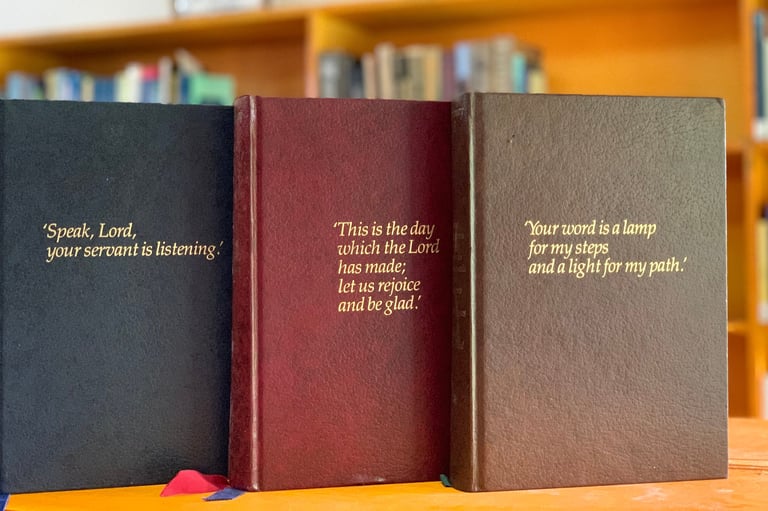 ‘Speak, Lord,
your servant is listening.’
‘This is the day
which the Lord
has made;
let us rejoice
and be glad.’
‘Your word is a lamp
for my steps
and a light for my path.’